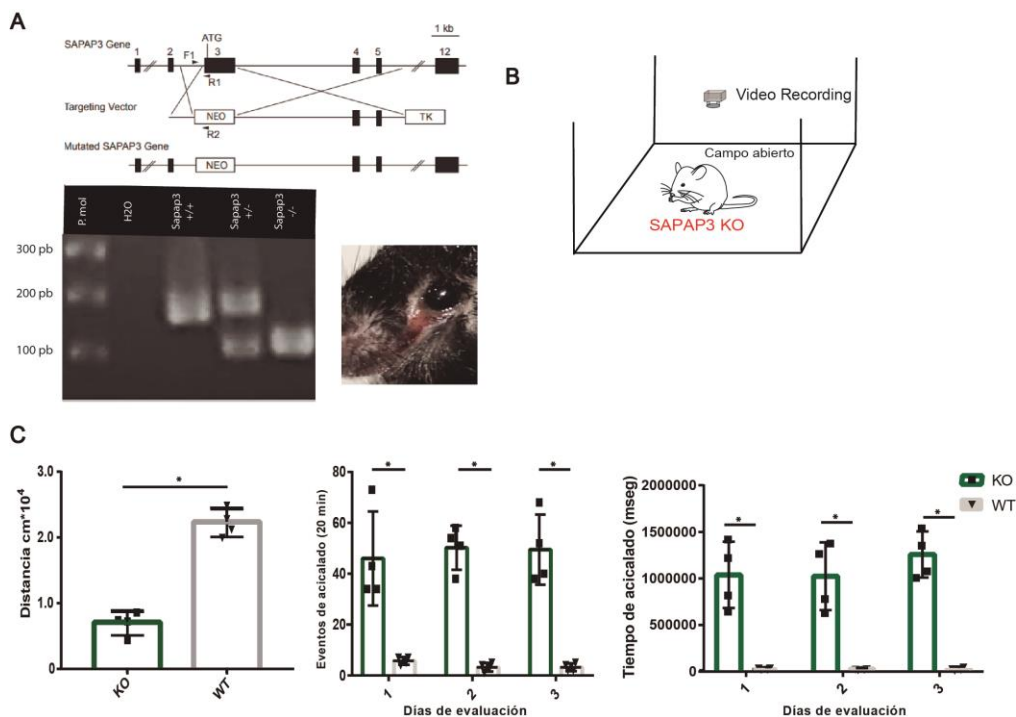 A
SAPAP3 Gene
ATG
1 kb
1 2 F1 3 4 5 12
R1
Targeting Vector
NEO
TK
R2
Mutated SAPAP3 Gene
NEO
P. mol
H2O
Sapap3 +/+
Sapap3 +/-
Sapap3 -/-
300 pb
200 pb
100 pb
B
Video Recording
Campo abierto
SAPAP3 KO
C
Distancia cm*10^4
3.0
2.0
1.0
0
*
KO
WT
Eventos de acicalado (20 min)
80
60
40
20
0
* * *
1 2 3
Días de evaluación
Tiempo de acicalado (mseg)
2000000
1500000
1000000
500000
0
* * *
1 2 3
Días de evaluación
KO
WT